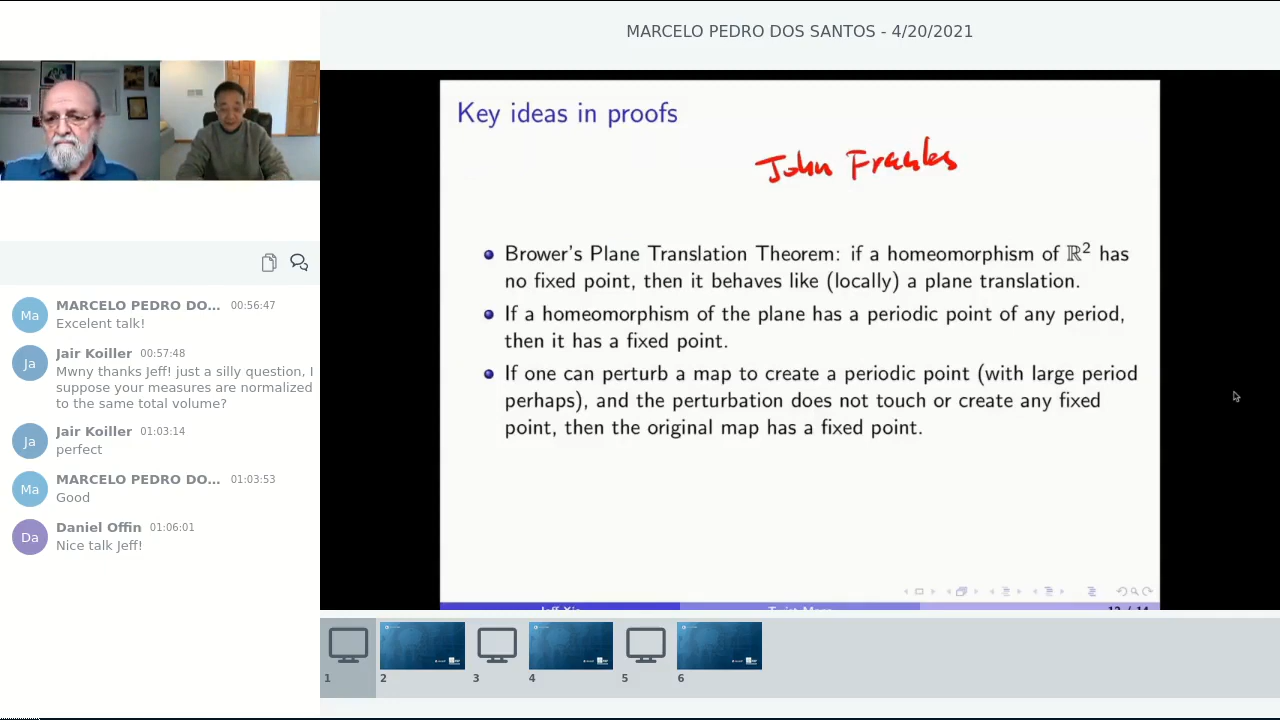 MARCELO PEDRO DOS SANTOS - 4/20/2021
MARCELO PEDRO DO... 00:56:47
Ma
Excelent talk!
Jair Koiller 00:57:48
Ja
Mwny thanks Jeff! just a silly question, I
suppose your measures are normalized
to the same total volume?
Jair Koiller 01:03:14
Ja
perfect
MARCELO PEDRO DO... 01:03:53
Ma
Good
Daniel Offin 01:06:01
Da
Nice talk Jeff!
Key ideas in proofs
John Franks
Brower's Plane Translation Theorem: if a homeomorphism of ℝ² has
no fixed point, then it behaves like (locally) a plane translation.
If a homeomorphism of the plane has a periodic point of any period,
then it has a fixed point.
If one can perturb a map to create a periodic point (with large period
perhaps), and the perturbation does not touch or create any fixed
point, then the original map has a fixed point.
1 2 3 4 5 6